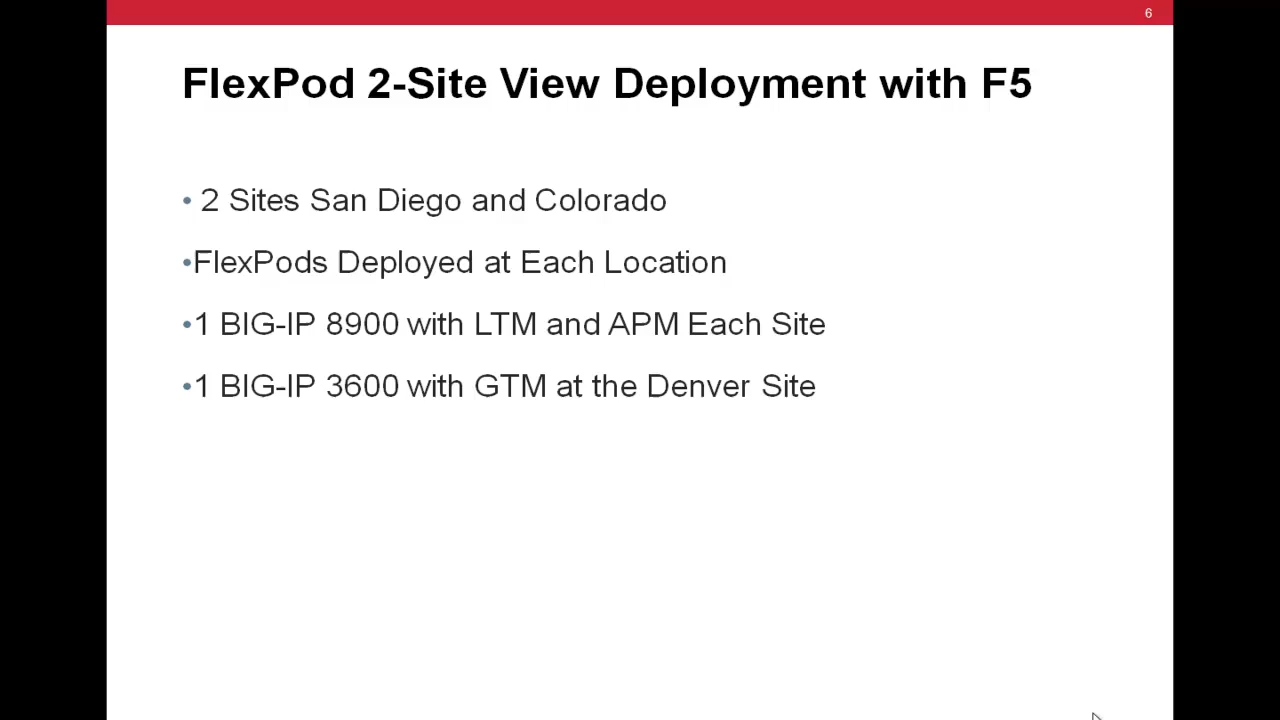 6
FlexPod 2-Site View Deployment with F5
• 2 Sites San Diego and Colorado
•FlexPods Deployed at Each Location
•1 BIG-IP 8900 with LTM and APM Each Site
•1 BIG-IP 3600 with GTM at the Denver Site